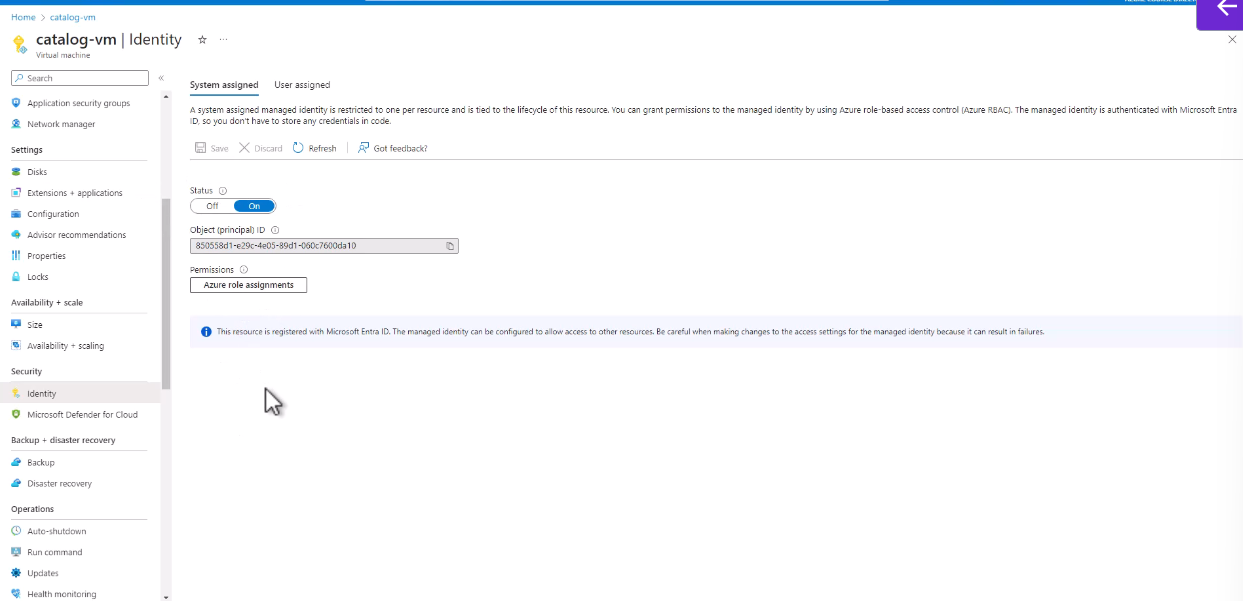 Home > catalog-vm
catalog-vm | Identity ☆ ...
Virtual machine
Search
«
Application security groups
Network manager
Settings
Disks
Extensions + applications
Configuration
Advisor recommendations
Properties
Locks
Availability + scale
Size
Availability + scaling
Security
Identity
Microsoft Defender for Cloud
Backup + disaster recovery
Backup
Disaster recovery
Operations
Auto-shutdown
Run command
Updates
Health monitoring
System assigned User assigned
A system assigned managed identity is restricted to one per resource and is tied to the lifecycle of this resource. You can grant permissions to the managed identity by using Azure role-based access control (Azure RBAC). The managed identity is authenticated with Microsoft Entra
ID, so you don't have to store any credentials in code.
Save Discard Refresh | Got feedback?
Status
Off On
Object (principal) ID
850558d1-e29c-4e05-89d1-060c7600da10
Permissions
Azure role assignments
This resource is registered with Microsoft Entra ID. The managed identity can be configured to allow access to other resources. Be careful when making changes to the access settings for the managed identity because it can result in failures.